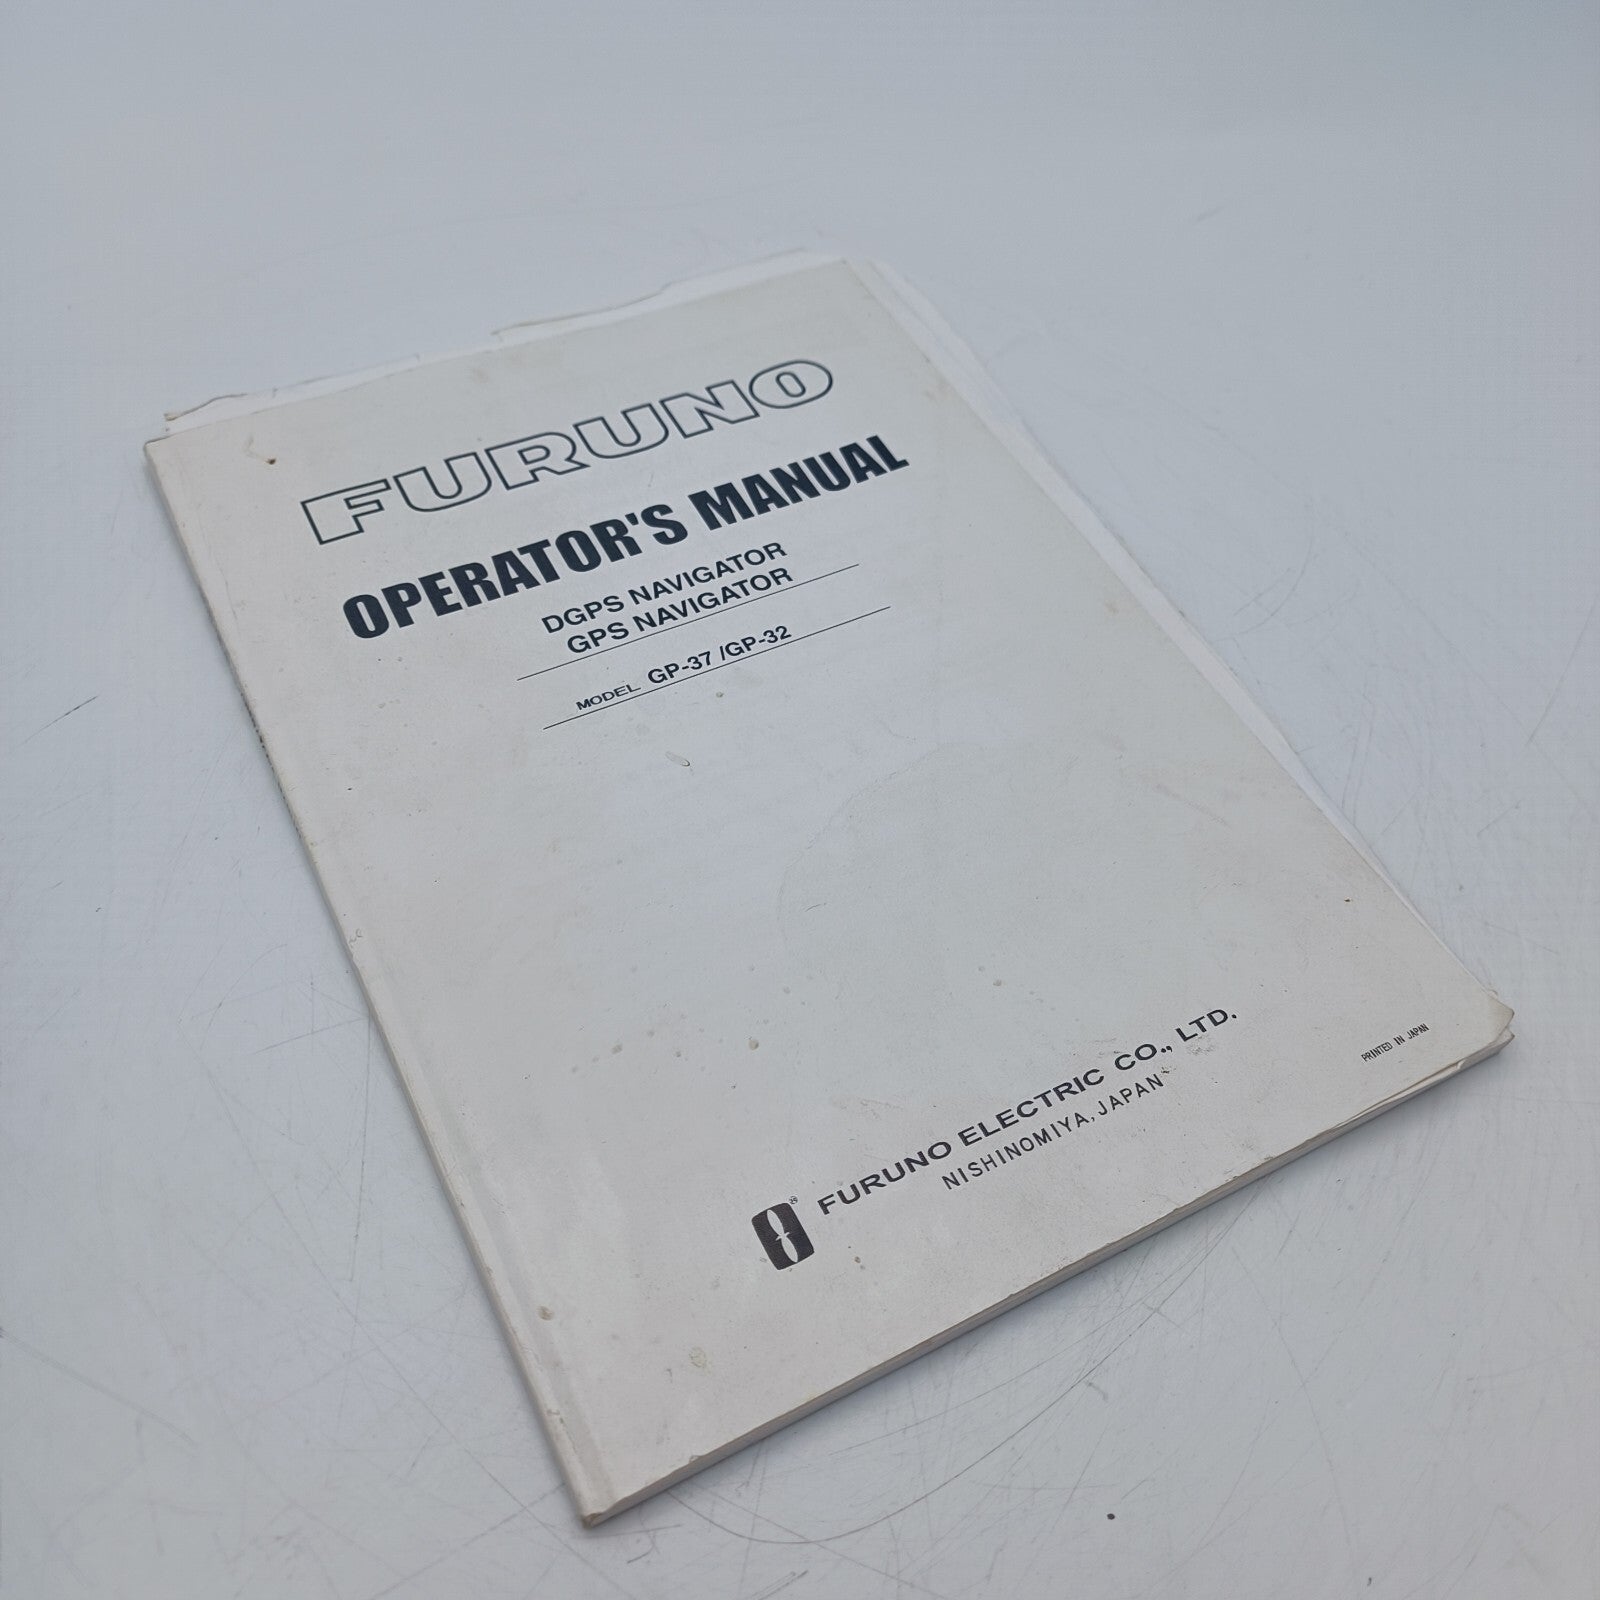 FURUNO
OPERATOR'S MANUAL
DGPS NAVIGATOR
GPS NAVIGATOR
MODEL GP-37 /GP-32
® FURUNO ELECTRIC CO., LTD.
NISHINOMIYA, JAPAN
PRINTED IN JAPAN